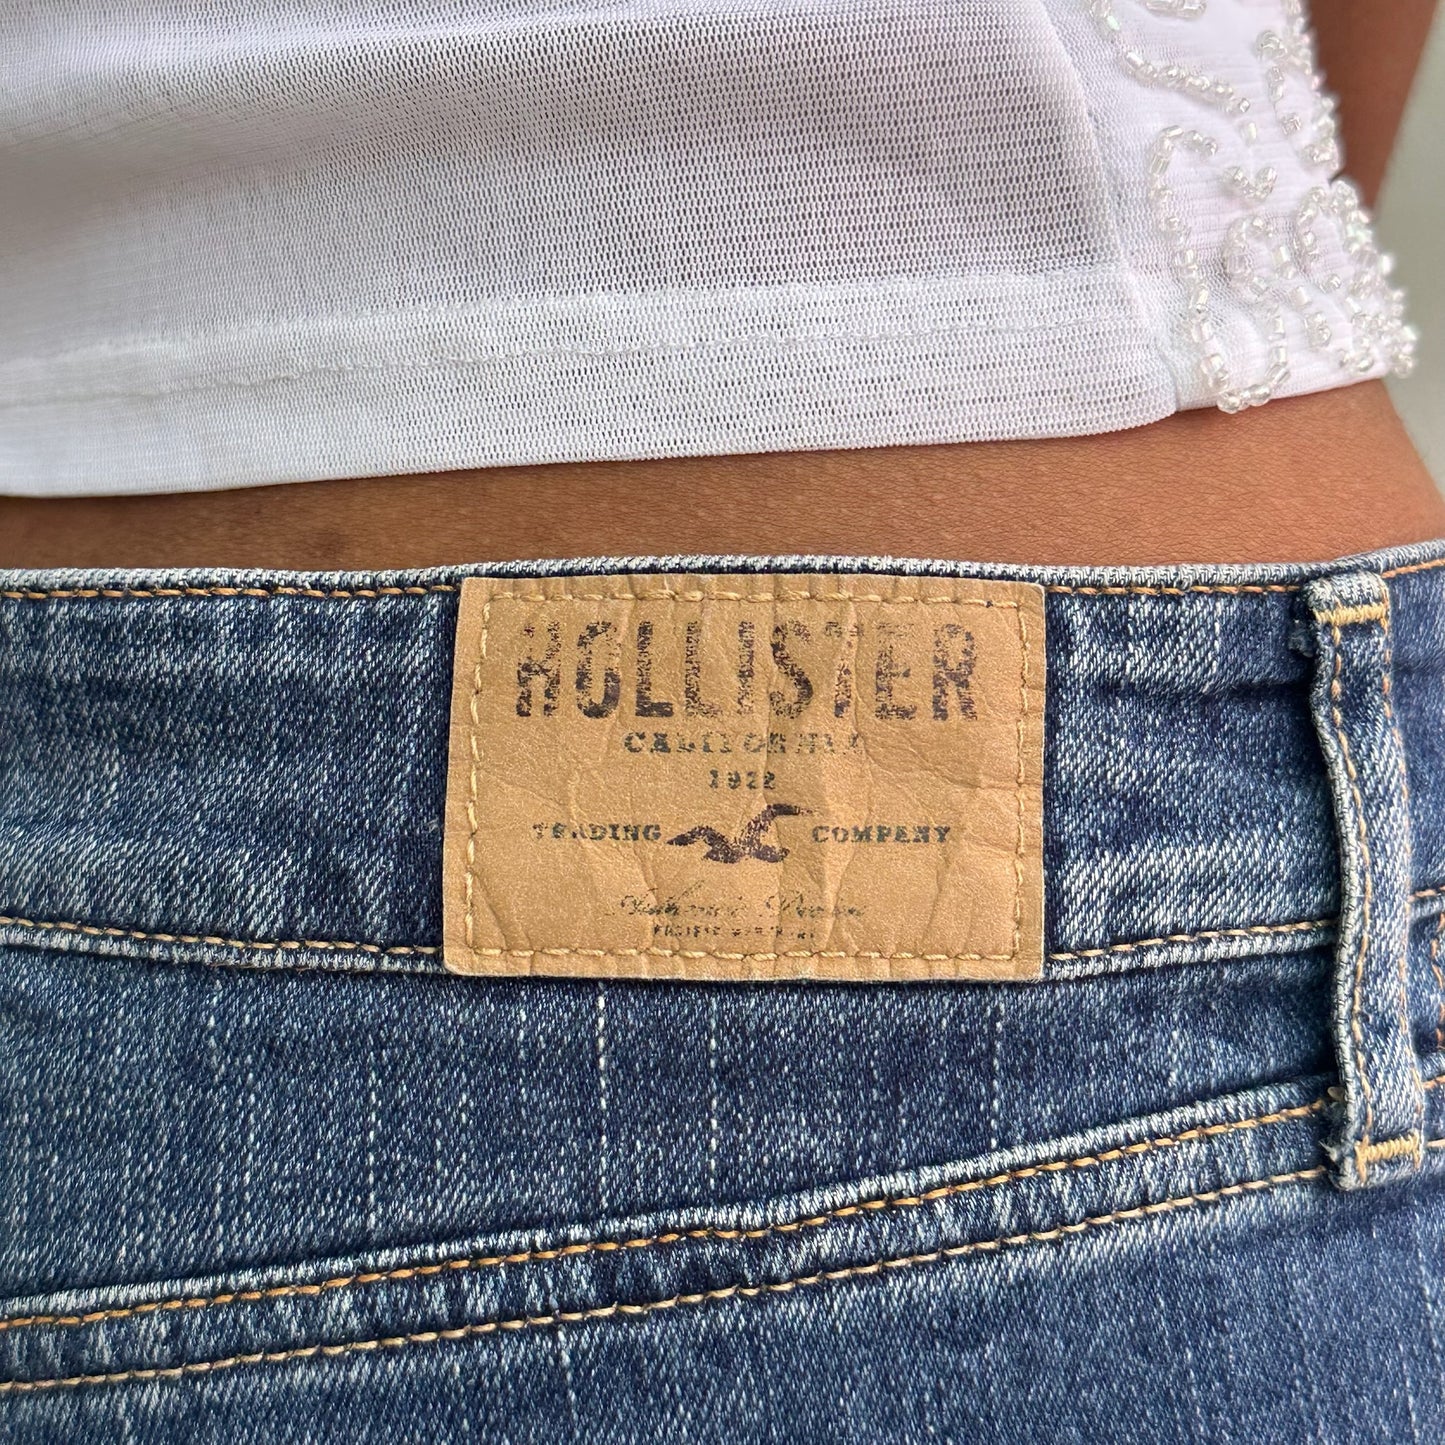 HOLLISTER
CALIFORNIA
1922
TRADING COMPANY